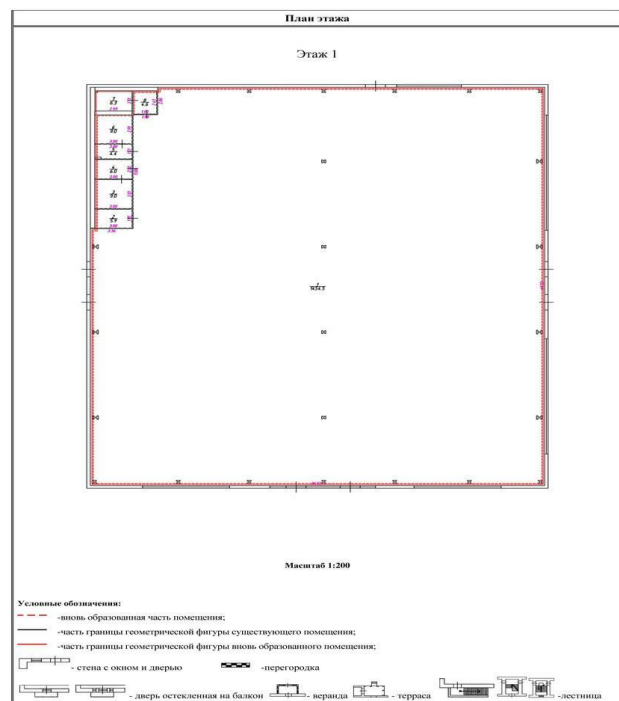 План этажа
Этаж 1
Масштаб 1:200
Условные обозначения:
-вновь образованная часть помещения;
-часть границы геометрической фигуры существующего помещения;
-часть границы геометрической фигуры вновь образованного помещения;
- стена с окном и дверью
-перегородка
- дверь остекленная на балкон
- веранда
- терраса
-лестница